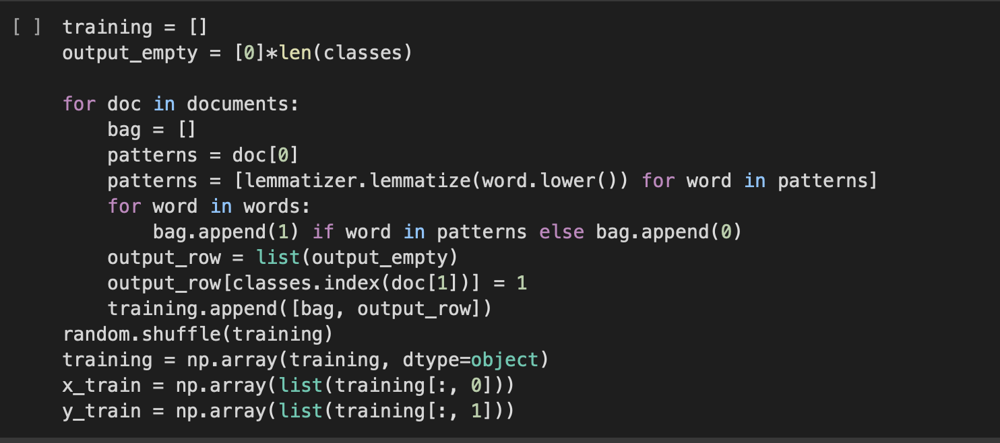 [ ] training = []
output_empty = [0]*len(classes)

for doc in documents:
    bag = []
    patterns = doc[0]
    patterns = [lemmatizer.lemmatize(word.lower()) for word in patterns]
    for word in words:
        bag.append(1) if word in patterns else bag.append(0)
    output_row = list(output_empty)
    output_row[classes.index(doc[1])] = 1
    training.append([bag, output_row])
random.shuffle(training)
training = np.array(training, dtype=object)
x_train = np.array(list(training[:, 0]))
y_train = np.array(list(training[:, 1]))